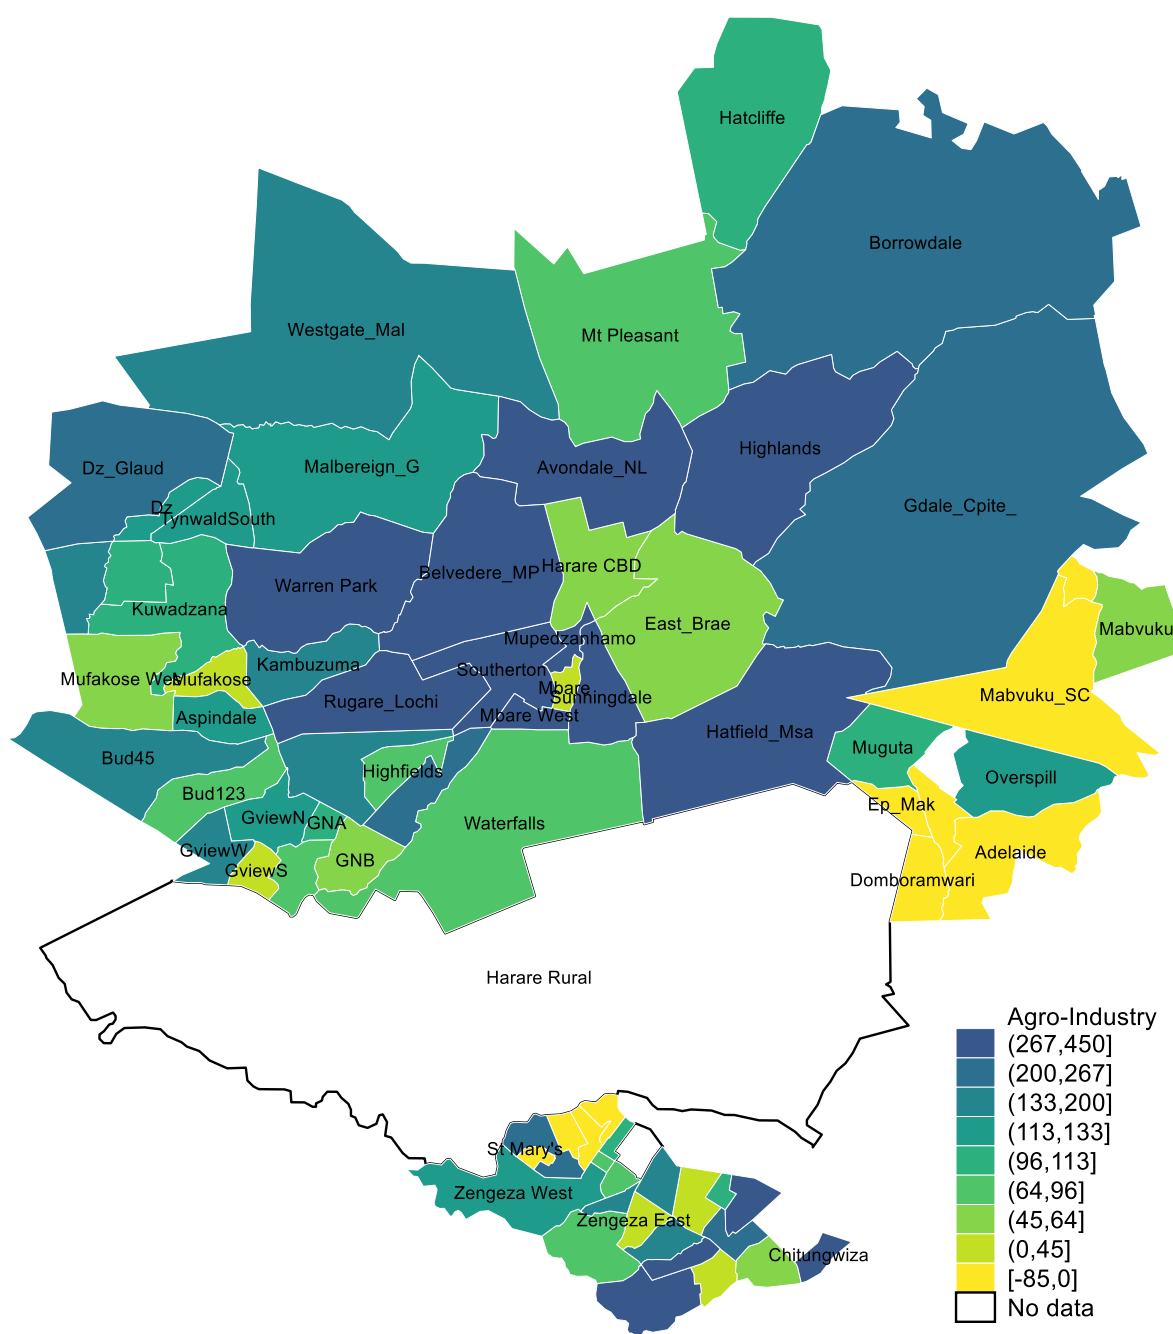 Hatcliffe
Borrowdale
Westgate_Mal
Mt Pleasant
Highlands
Dz_Glaud
Malbereign_G
Avondale_NL
Gdale_Cpite_
Dz
TynwaldSouth
Harare CBD
Belvedere_MP
Warren Park
Kuwadzana
East_Brae
Mabvuku
Mupedzanhamo
Kambuzuma
Southerton
Mufakose Wes
Mufakose
Mbare
Sunningdale
Mabvuku_SC
Rugare_Lochi
Mbare West
Aspindale
Hatfield_Msa
Muguta
Bud45
Highfields
Overspill
Bud123
Ep_Mak
GviewN
GNA
Waterfalls
GviewW
GNB
Adelaide
GviewS
Domboramwari
Harare Rural
St Mary's
Zengeza West
Zengeza East
Chitungwiza
Agro-Industry
(267,450]
(200,267]
(133,200]
(113,133]
(96,113]
(64,96]
(45,64]
(0,45]
[-85,0]
No data